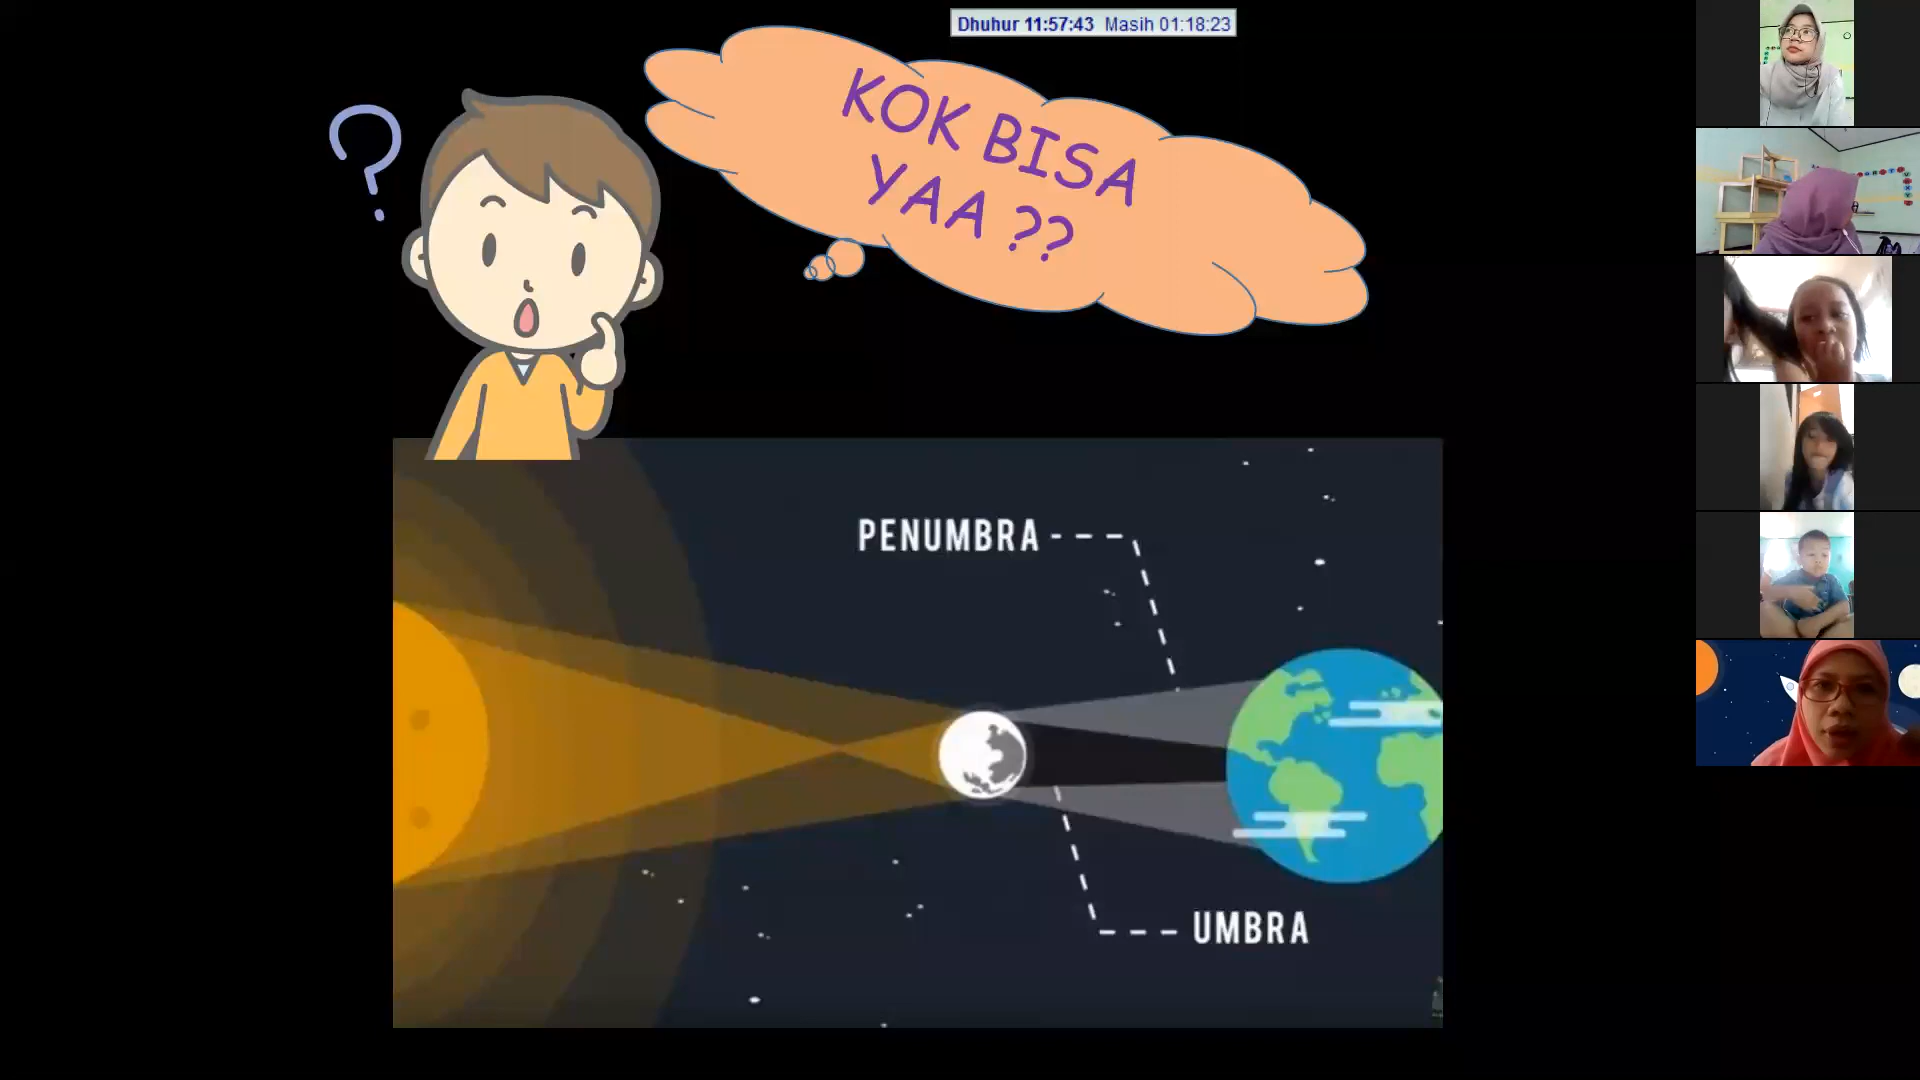 Dhuhur 11:57:43 Masih 01:18:23
KOK BISA
YAA ??
?
PENUMBRA
UMBRA